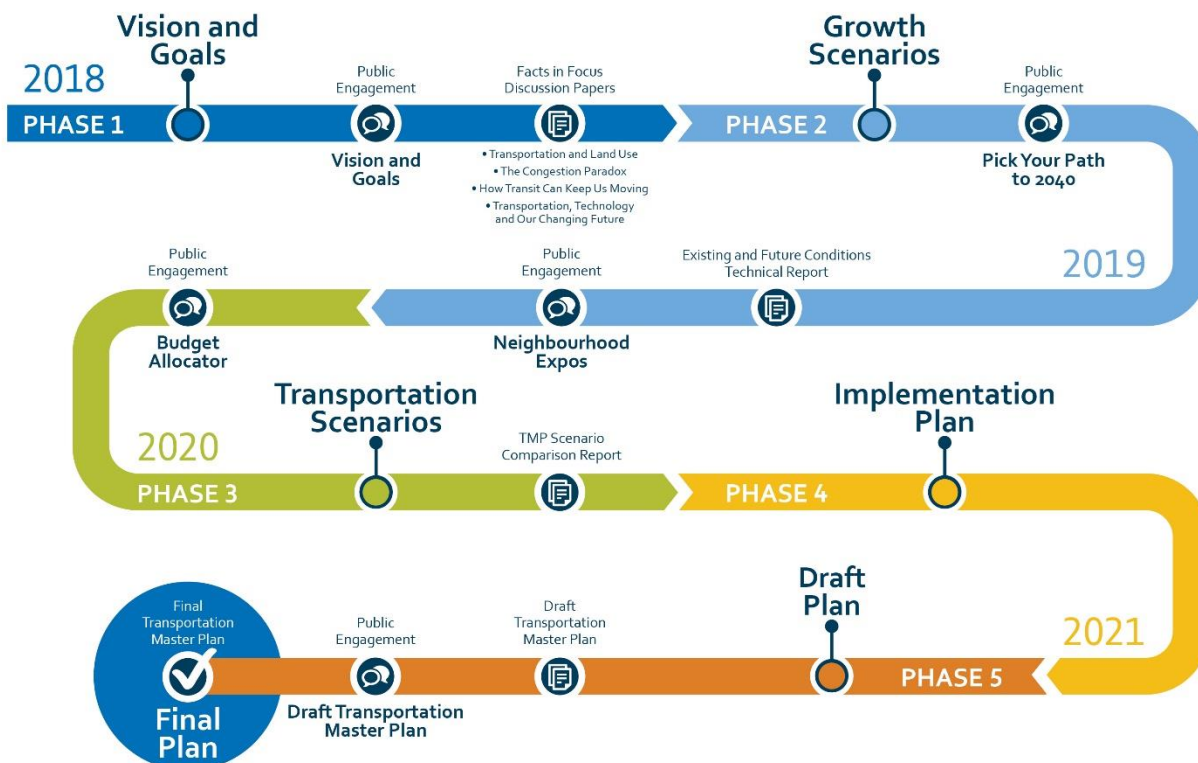 Vision and
Goals
2018
PHASE 1
Public
Engagement
Vision and
Goals
Facts in Focus
Discussion Papers
• Transportation and Land Use
• The Congestion Paradox
• How Transit Can Keep Us Moving
• Transportation, Technology
and Our Changing Future
Growth
Scenarios
PHASE 2
Public
Engagement
Pick Your Path
to 2040
2019
Existing and Future Conditions
Technical Report
Public
Engagement
Neighbourhood
Expos
Public
Engagement
Budget
Allocator
2020
PHASE 3
Transportation
Scenarios
TMP Scenario
Comparison Report
PHASE 4
Implementation
Plan
2021
PHASE 5
Draft
Plan
Draft
Transportation
Master Plan
Public
Engagement
Draft Transportation
Master Plan
Final
Transportation
Master Plan
Final
Plan